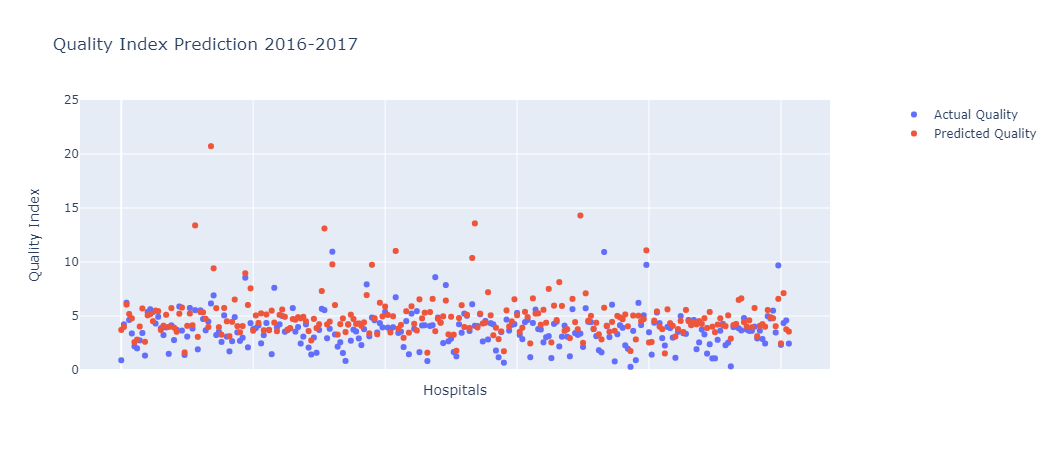 Quality Index Prediction 2016-2017
25
20
15
10
5
0
Quality Index
Hospitals
Actual Quality
Predicted Quality